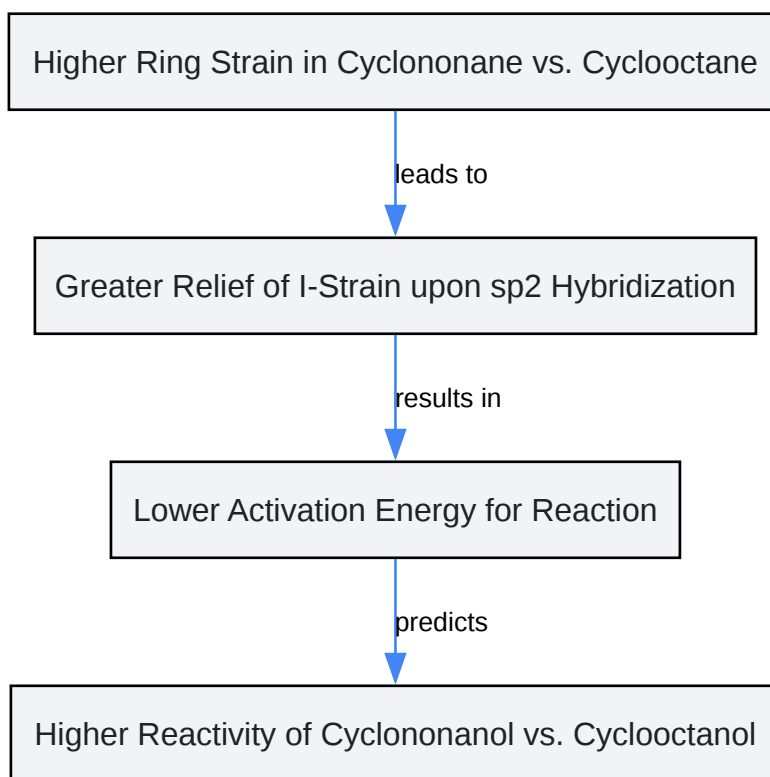 Higher Ring Strain in Cyclononane vs. Cyclooctane
leads to
Greater Relief of I-Strain upon sp2 Hybridization
results in
Lower Activation Energy for Reaction
predicts
Higher Reactivity of Cyclononanol vs. Cyclooctanol